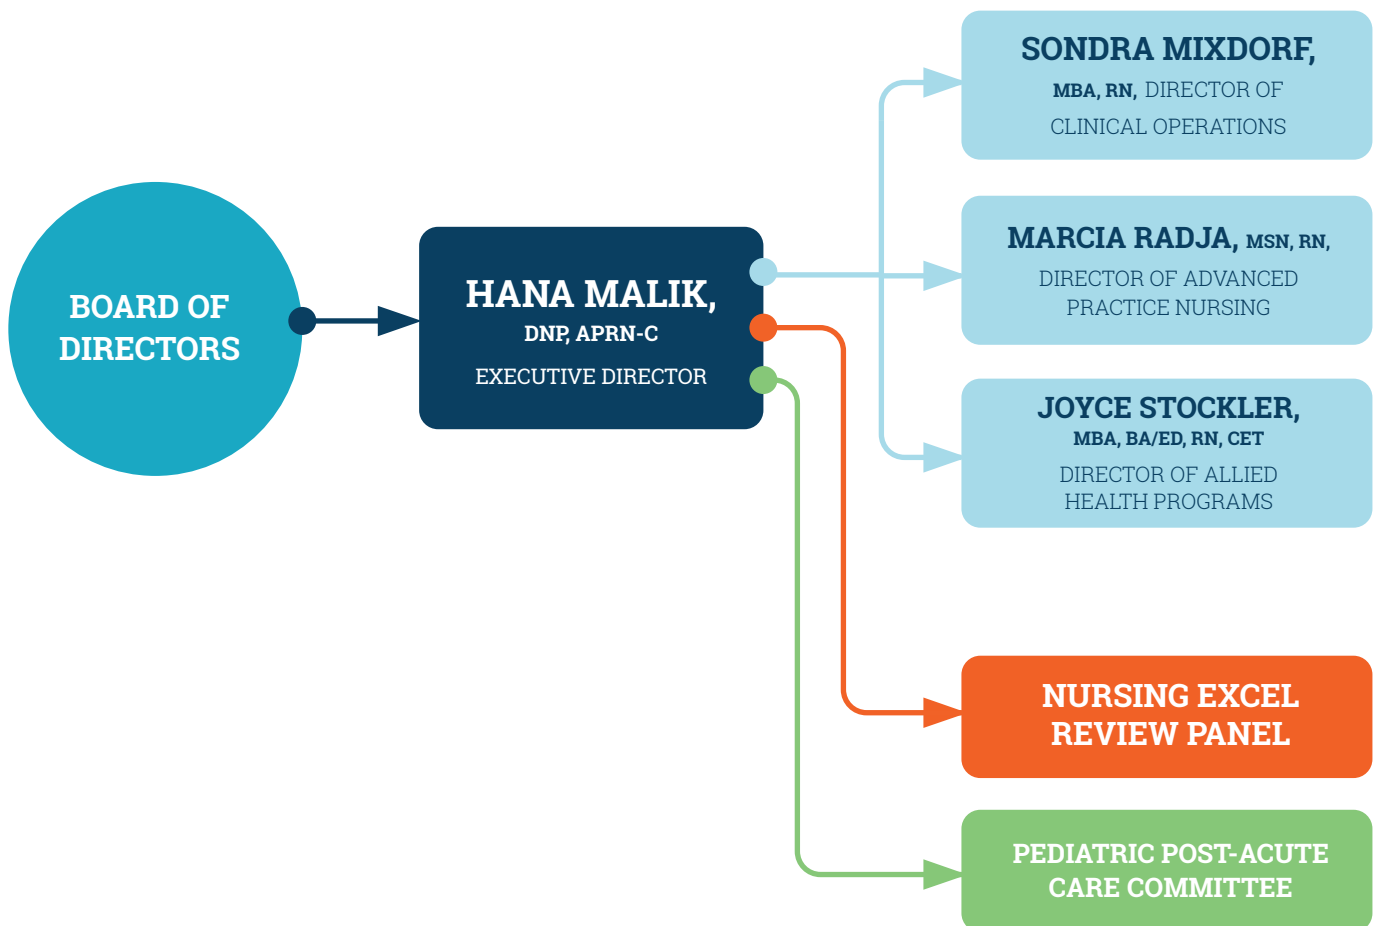 BOARD OF
DIRECTORS
HANA MALIK,
DNP, APRN-C
EXECUTIVE DIRECTOR
SONDRA MIXDORF,
MBA, RN, DIRECTOR OF
CLINICAL OPERATIONS
MARCIA RADJA, MSN, RN,
DIRECTOR OF ADVANCED
PRACTICE NURSING
JOYCE STOCKLER,
MBA, BA/ED, RN, CET
DIRECTOR OF ALLIED
HEALTH PROGRAMS
NURSING EXCEL
REVIEW PANEL
PEDIATRIC POST-ACUTE
CARE COMMITTEE